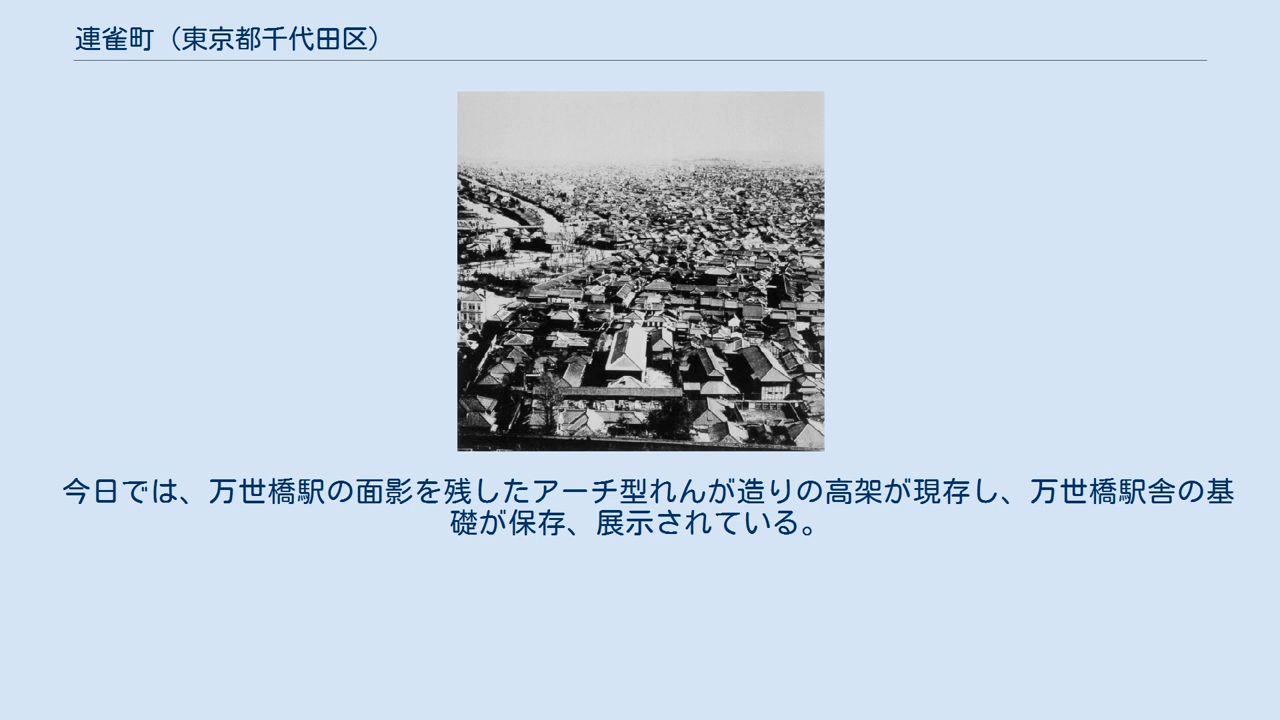 連雀町（東京都千代田区）
今日では、万世橋駅の面影を残したアーチ型れんが造りの高架が現存し、万世橋駅舎の基
礎が保存、展示されている。